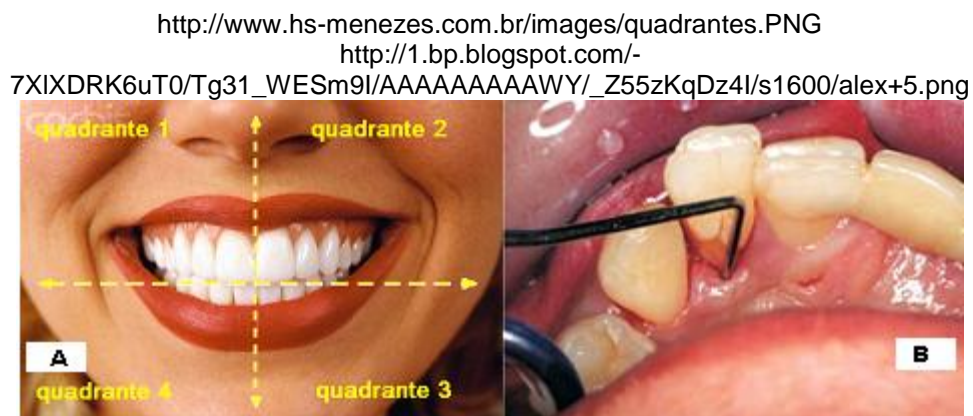 http://www.hs-menezes.com.br/images/quadrantes.PNG
http://1.bp.blogspot.com/-
7XlXDRK6uT0/Tg31_WESm9I/AAAAAAAAAWY/_Z55zKqDz4I/s1600/alex+5.png
quadrante 1
quadrante 2
A
B
quadrante 4
quadrante 3